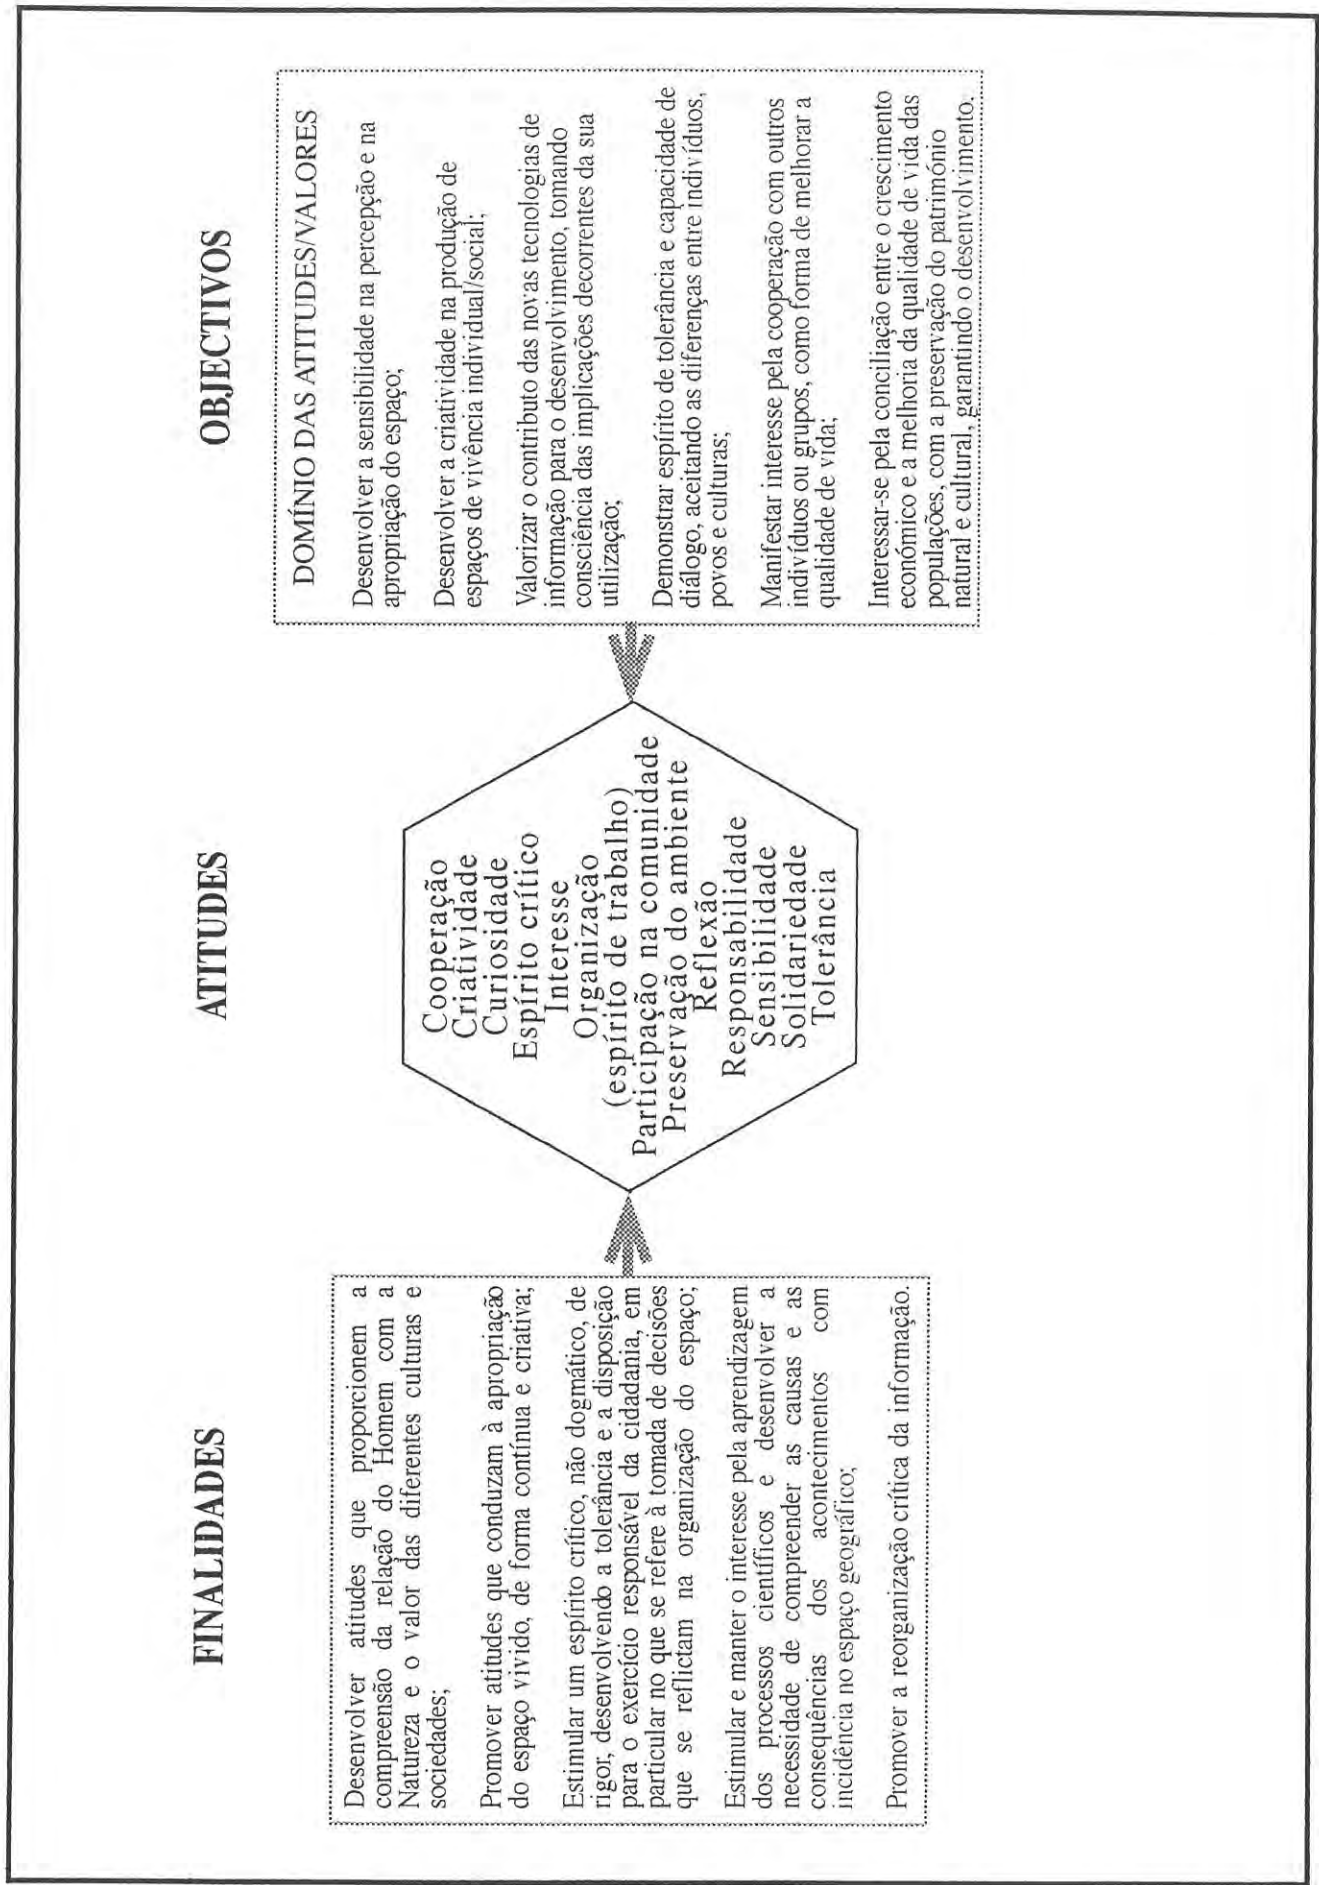 FINALIDADES
Desenvolver atitudes que proporcionem a
compreensão da relação do Homem com a
Natureza e o valor das diferentes culturas e
sociedades;
Promover atitudes que conduzam à apropriação
do espaço vivido, de forma contínua e criativa;
Estimular um espírito crítico, não dogmático, de
rigor, desenvolvendo a tolerância e a disposição
para o exercício responsável da cidadania, em
particular no que se refere à tomada de decisões
que se reflictam na organização do espaço;
Estimular e manter o interesse pela aprendizagem
dos processos científicos e desenvolver a
necessidade de compreender as causas e as
consequências dos acontecimentos com
incidência no espaço geográfico;
Promover a reorganização crítica da informação.
ATITUDES
Cooperação
Criatividade
Curiosidade
Espírito crítico
Interesse
Organização
(espírito de trabalho)
Participação na comunidade
Preservação do ambiente
Reflexão
Responsabilidade
Sensibilidade
Solidariedade
Tolerância
OBJECTIVOS
DOMÍNIO DAS ATITUDES/VALORES
Desenvolver a sensibilidade na percepção e na
apropriação do espaço;
Desenvolver a criatividade na produção de
espaços de vivência individual/social;
Valorizar o contributo das novas tecnologias de
informação para o desenvolvimento, tomando
consciência das implicações decorrentes da sua
utilização;
Demonstrar espírito de tolerância e capacidade de
diálogo, aceitando as diferenças entre indivíduos,
povos e culturas;
Manifestar interesse pela cooperação com outros
indivíduos ou grupos, como forma de melhorar a
qualidade de vida;
Interessar-se pela conciliação entre o crescimento
económico e a melhoria da qualidade de vida das
populações, com a preservação do património
natural e cultural, garantindo o desenvolvimento.